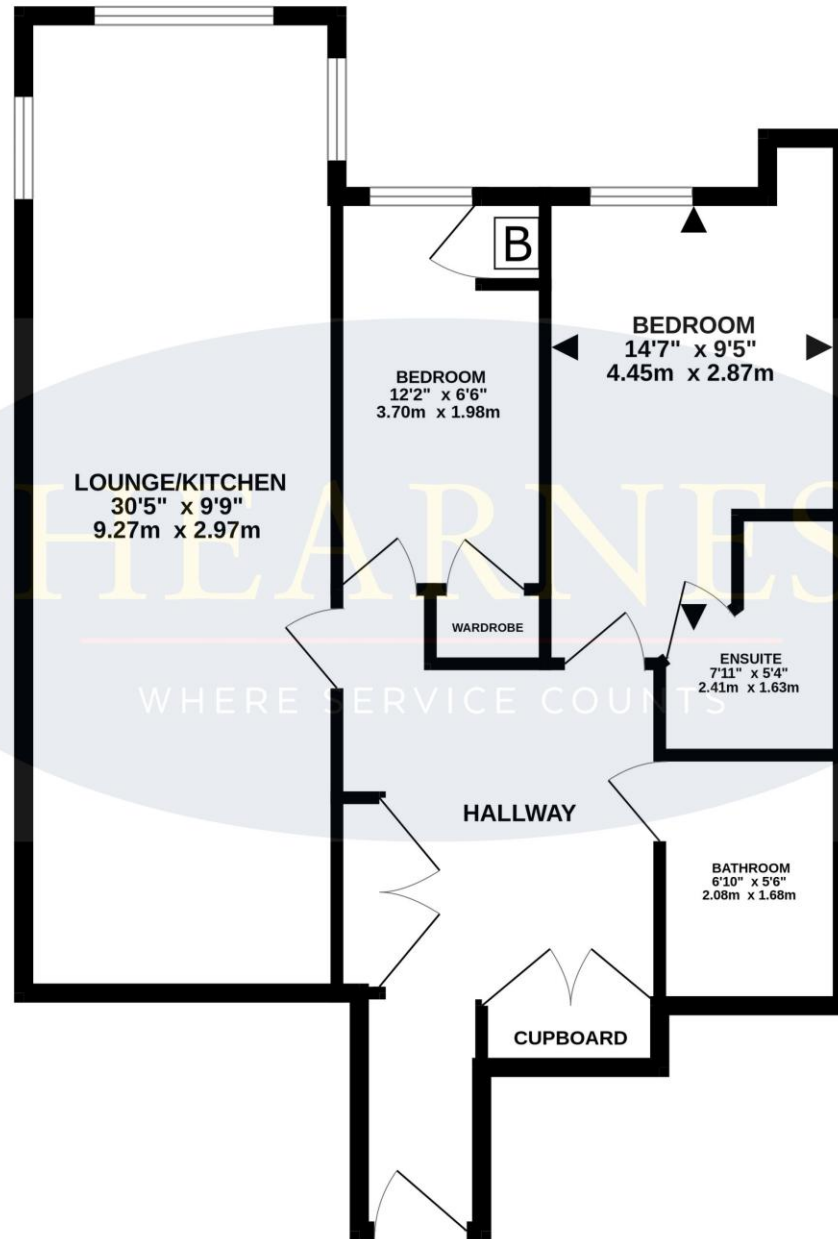 B
BEDROOM
14'7" x 9'5"
4.45m x 2.87m
BEDROOM
12'2" x 6'6"
3.70m x 1.98m
LOUNGE/KITCHEN
30'5" x 9'9"
9.27m x 2.97m
HEARNES
WARDROBE
ENSUITE
7'11" x 5'4"
2.41m x 1.63m
WHERE SERVICE COUNTS
HALLWAY
BATHROOM
6'10" x 5'6"
2.08m x 1.68m
CUPBOARD